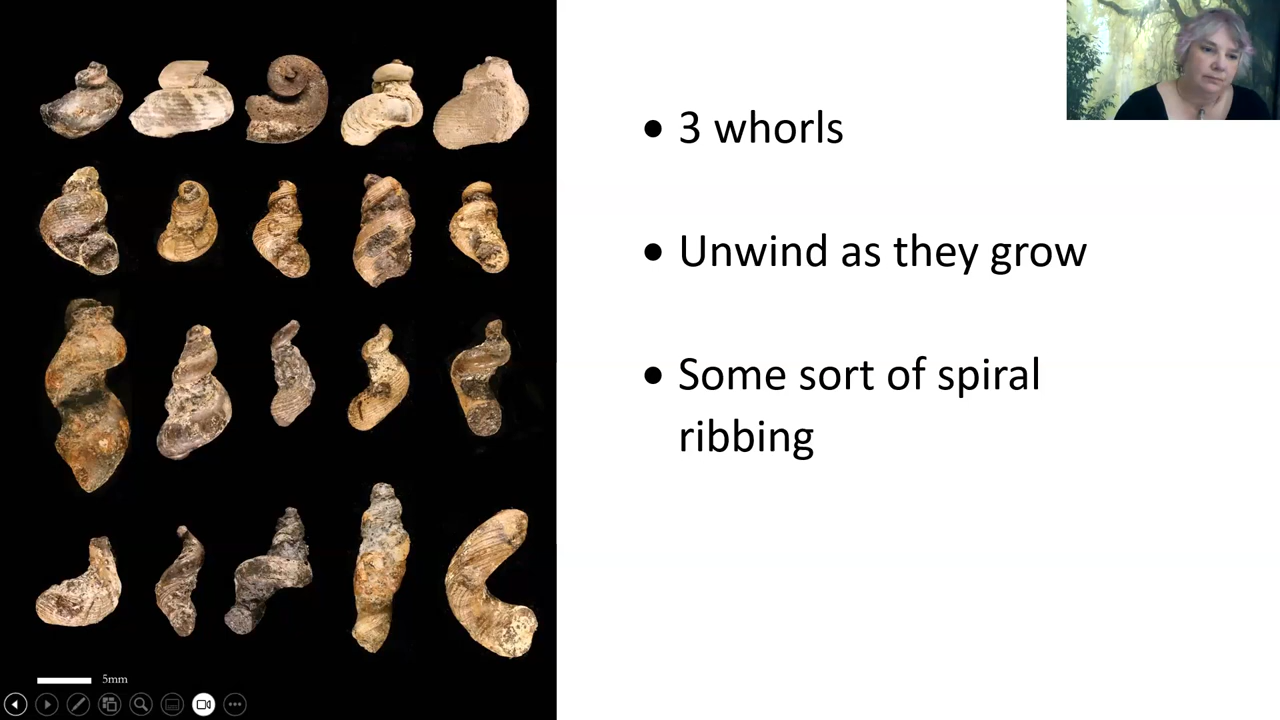 • 3 whorls
• Unwind as they grow
• Some sort of spiral
ribbing
5mm